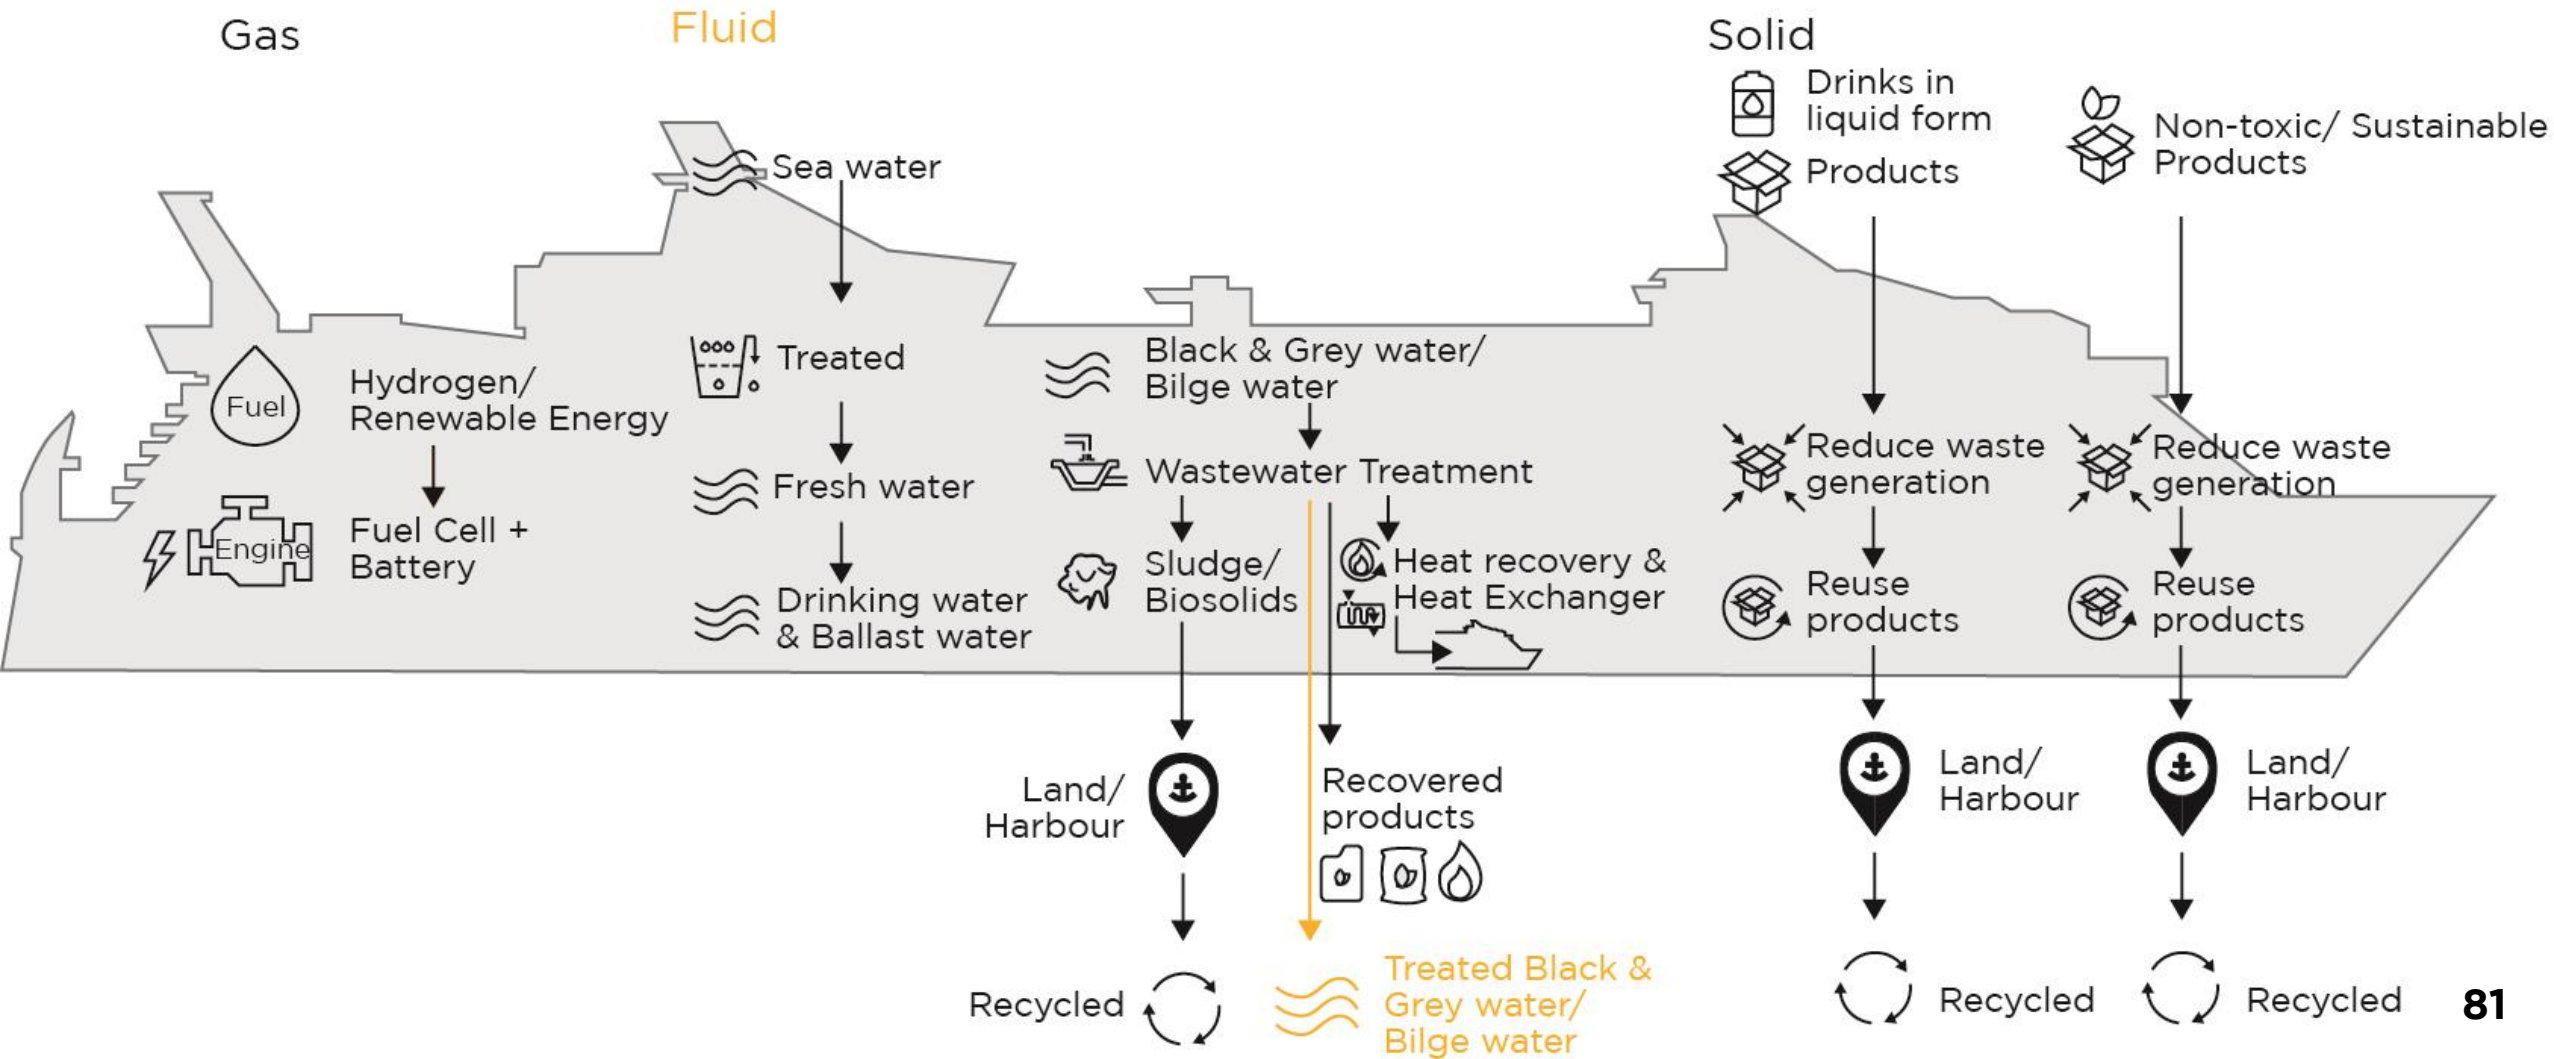 Gas
Fuel
Hydrogen/
Renewable Energy
Engine
Fuel Cell +
Battery
Fluid
Sea water
Treated
Fresh water
Drinking water
& Ballast water
Black & Grey water/
Bilge water
Wastewater Treatment
Sludge/
Biosolids
Heat recovery &
Heat Exchanger
Land/
Harbour
Recycled
Recovered
products
Treated Black &
Grey water/
Bilge water
Solid
Drinks in
liquid form
Products
Reduce waste
generation
Reuse
products
Land/
Harbour
Recycled
Non-toxic/ Sustainable
Products
Reduce waste
generation
Reuse
products
Land/
Harbour
Recycled
81